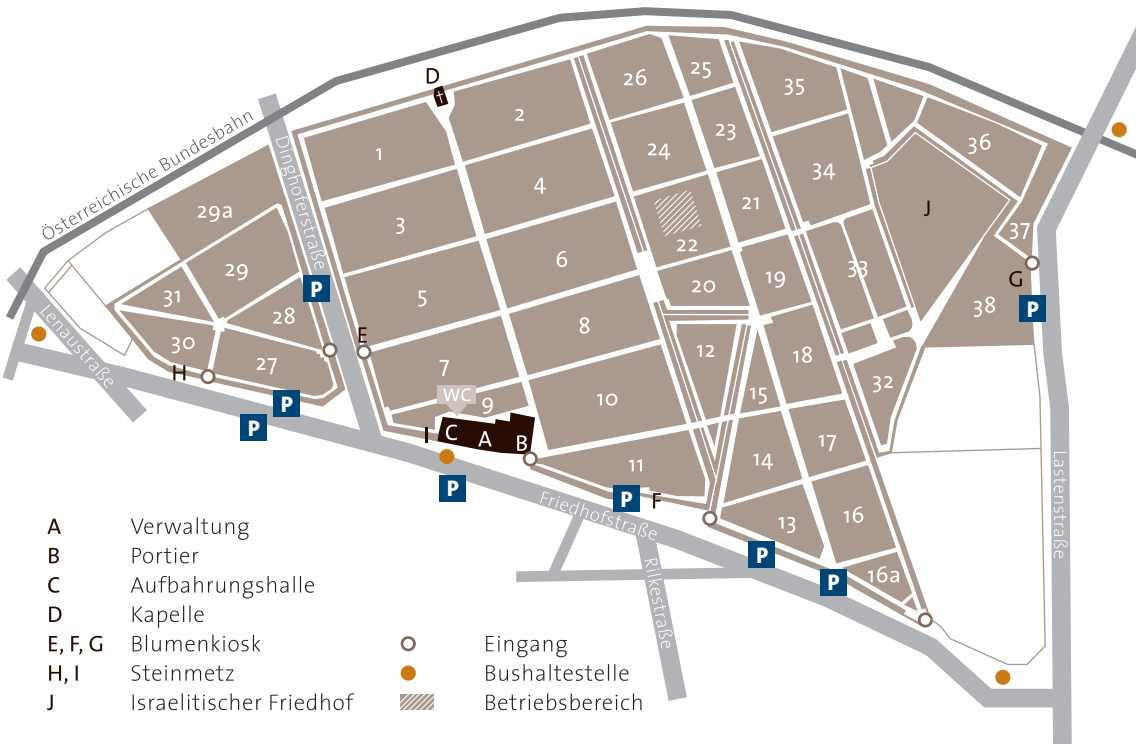 D
Österreichische Bundesbahn
Dinghoferstraße
Lenaustraße
25
26
35
2
23
36
1
24
34
4
21
J
29a
3
22
37
6
29
19
33
G
20
31
5
38
P
P
28
8
E
12
18
30
27
7
32
H
WC
9
10
15
P
P
I
C
A
B
17
14
11
P
P
F
16
13
Friedhofstraße
P
P
16a
Rilkestraße
Lastenstraße
A Verwaltung
B Portier
C Aufbahrungshalle
D Kapelle
E, F, G Blumenkiosk
H, I Steinmetz
J Israelitischer Friedhof
Eingang
Bushaltestelle
Betriebsbereich